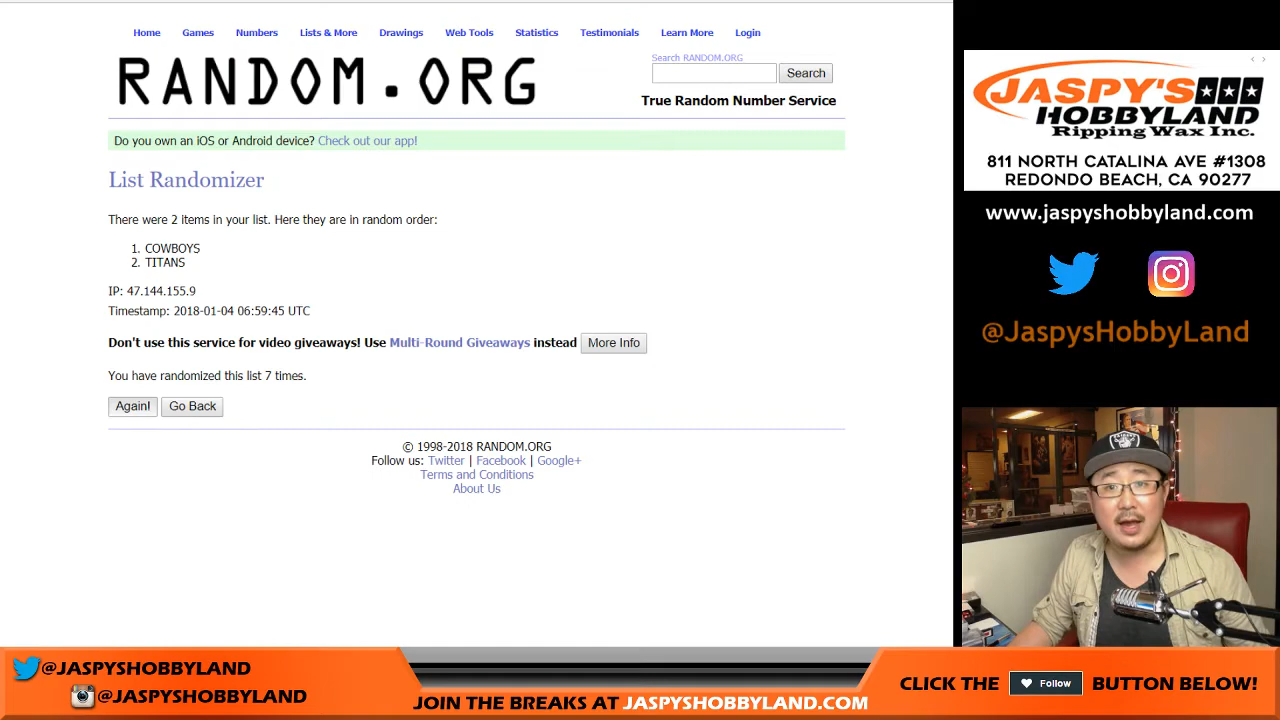 Home Games Numbers Lists & More Drawings Web Tools Statistics Testimonials Learn More Login
RANDOM.ORG
Search RANDOM.ORG
Search
True Random Number Service
Do you own an iOS or Android device? Check out our app!
List Randomizer
There were 2 items in your list. Here they are in random order:
1. COWBOYS
2. TITANS
IP: 47.144.155.9
Timestamp: 2018-01-04 06:59:45 UTC
Don't use this service for video giveaways! Use Multi-Round Giveaways instead More Info
You have randomized this list 7 times.
Again! Go Back
© 1998-2018 RANDOM.ORG
Follow us: Twitter | Facebook | Google+
Terms and Conditions
About Us
JASPY'S
HOBBYLAND
Ripping Wax Inc.
811 NORTH CATALINA AVE #1308
REDONDO BEACH, CA 90277
www.jaspyshobbyland.com
@JaspysHobbyLand
@JASPYSHOBBYLAND
@JASPYSHOBBYLAND
JOIN THE BREAKS AT JASPYSHOBBYLAND.COM
CLICK THE Follow BUTTON BELOW!